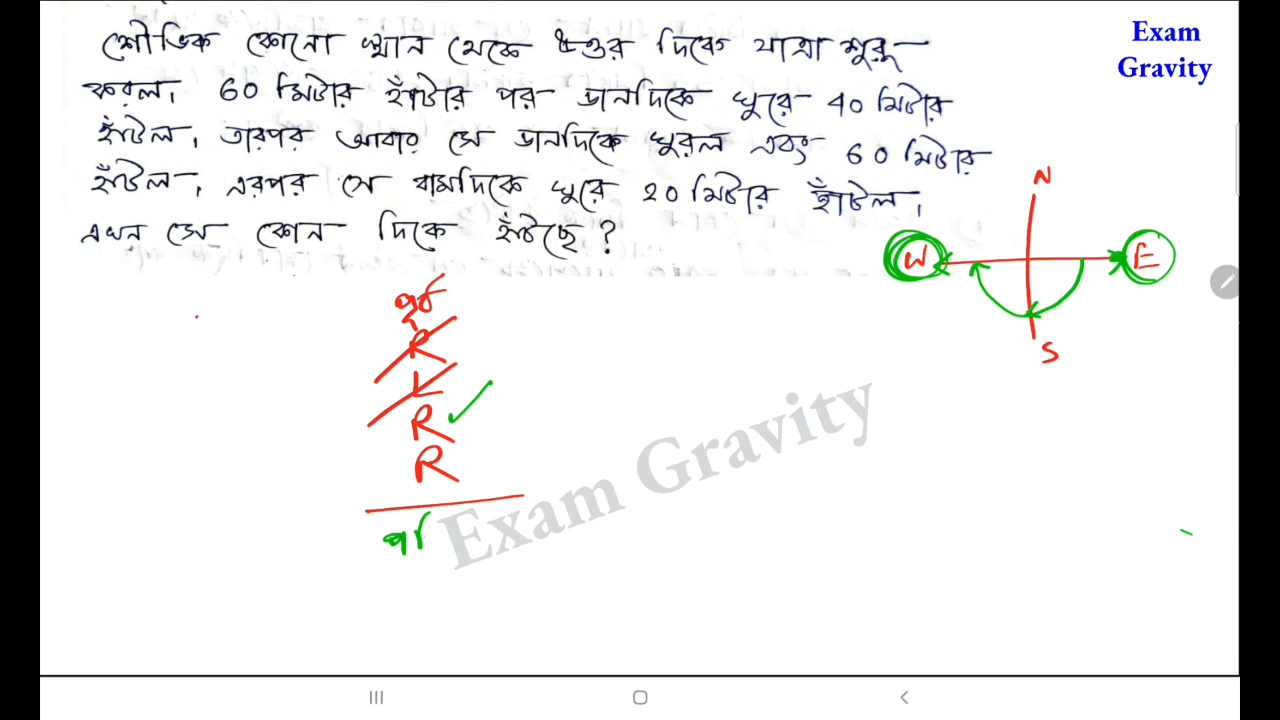 শৌভিক কোনো স্থান থেকে উত্তর দিকে যাত্রা শুরু
করল। 60 মিটার হাঁটার পর ডানদিকে ঘুরে 40 মিটার
হাঁটল। তারপর আবার সে ডানদিকে ঘুরল এবং 60 মিটার
হাঁটল। এরপর সে বামদিকে ঘুরে 20 মিটার হাঁটল।
এখন সে কোন দিকে হাঁটছে?
Exam
Gravity
N
W
E
S
পূর্ব
R
L
R
R
Exam Gravity